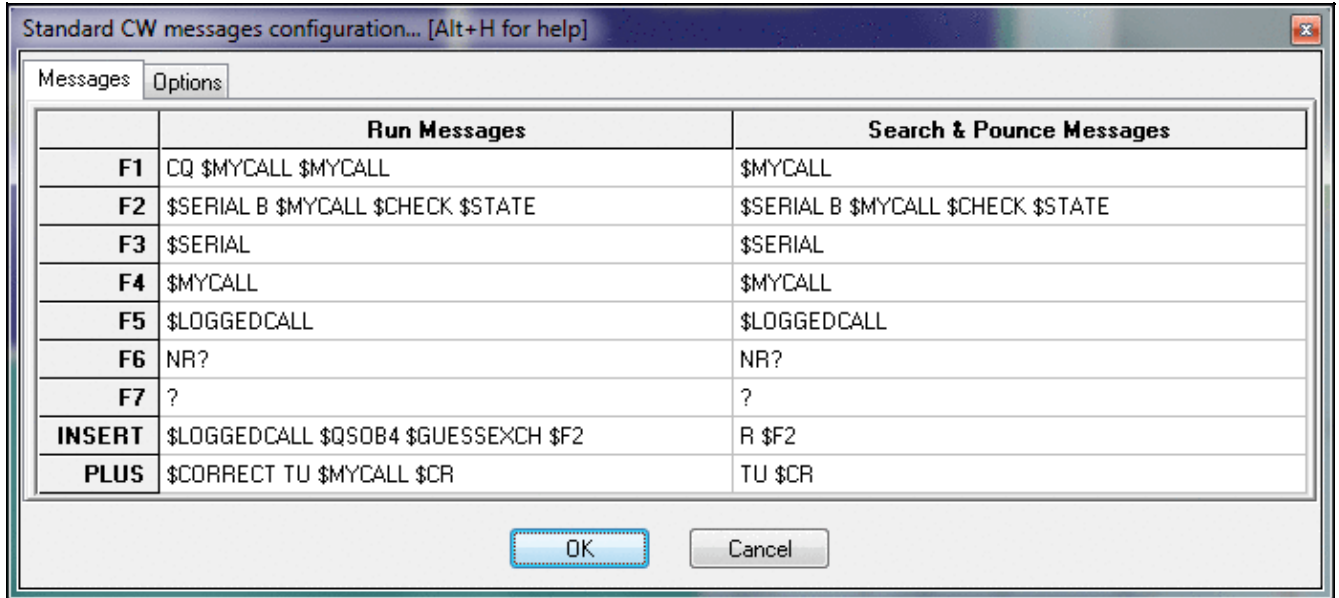 Standard CW messages configuration... [Alt+H for help]
Messages Options
Run Messages Search & Pounce Messages
F1 CQ $MYCALL $MYCALL $MYCALL
F2 $SERIAL B $MYCALL $CHECK $STATE $SERIAL B $MYCALL $CHECK $STATE
F3 $SERIAL $SERIAL
F4 $MYCALL $MYCALL
F5 $LOGGEDCALL $LOGGEDCALL
F6 NR? NR?
F7 ? ?
INSERT $LOGGEDCALL $QSOB4 $GUESSEXCH $F2 R $F2
PLUS $CORRECT TU $MYCALL $CR TU $CR
OK Cancel